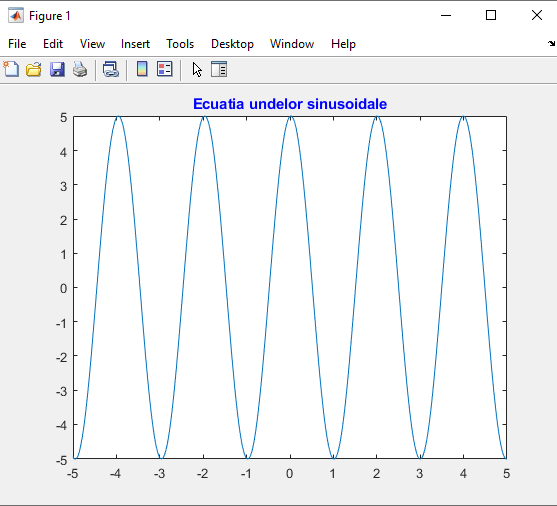 Figure 1
File Edit View Insert Tools Desktop Window Help
Ecuatia undelor sinusoidale
5
4
3
2
1
0
-1
-2
-3
-4
-5
-5 -4 -3 -2 -1 0 1 2 3 4 5